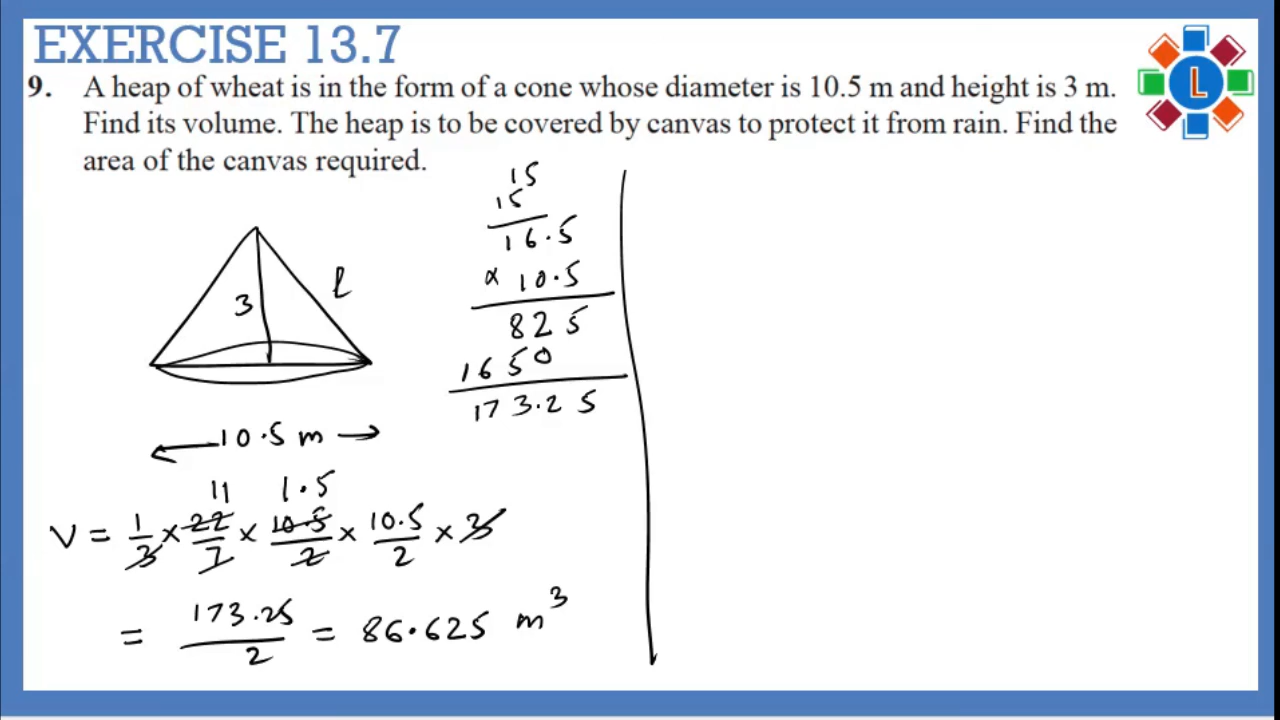 EXERCISE 13.7
9. A heap of wheat is in the form of a cone whose diameter is 10.5 m and height is 3 m.
Find its volume. The heap is to be covered by canvas to protect it from rain. Find the
area of the canvas required.
L
3
l
10.5 m
15
15
16.5
× 10.5
825
1650
173.25
11 1.5
V = 1/3 × 22/7 × 10.5/2 × 10.5/2 × 3
= 173.25/2 = 86.625 m³